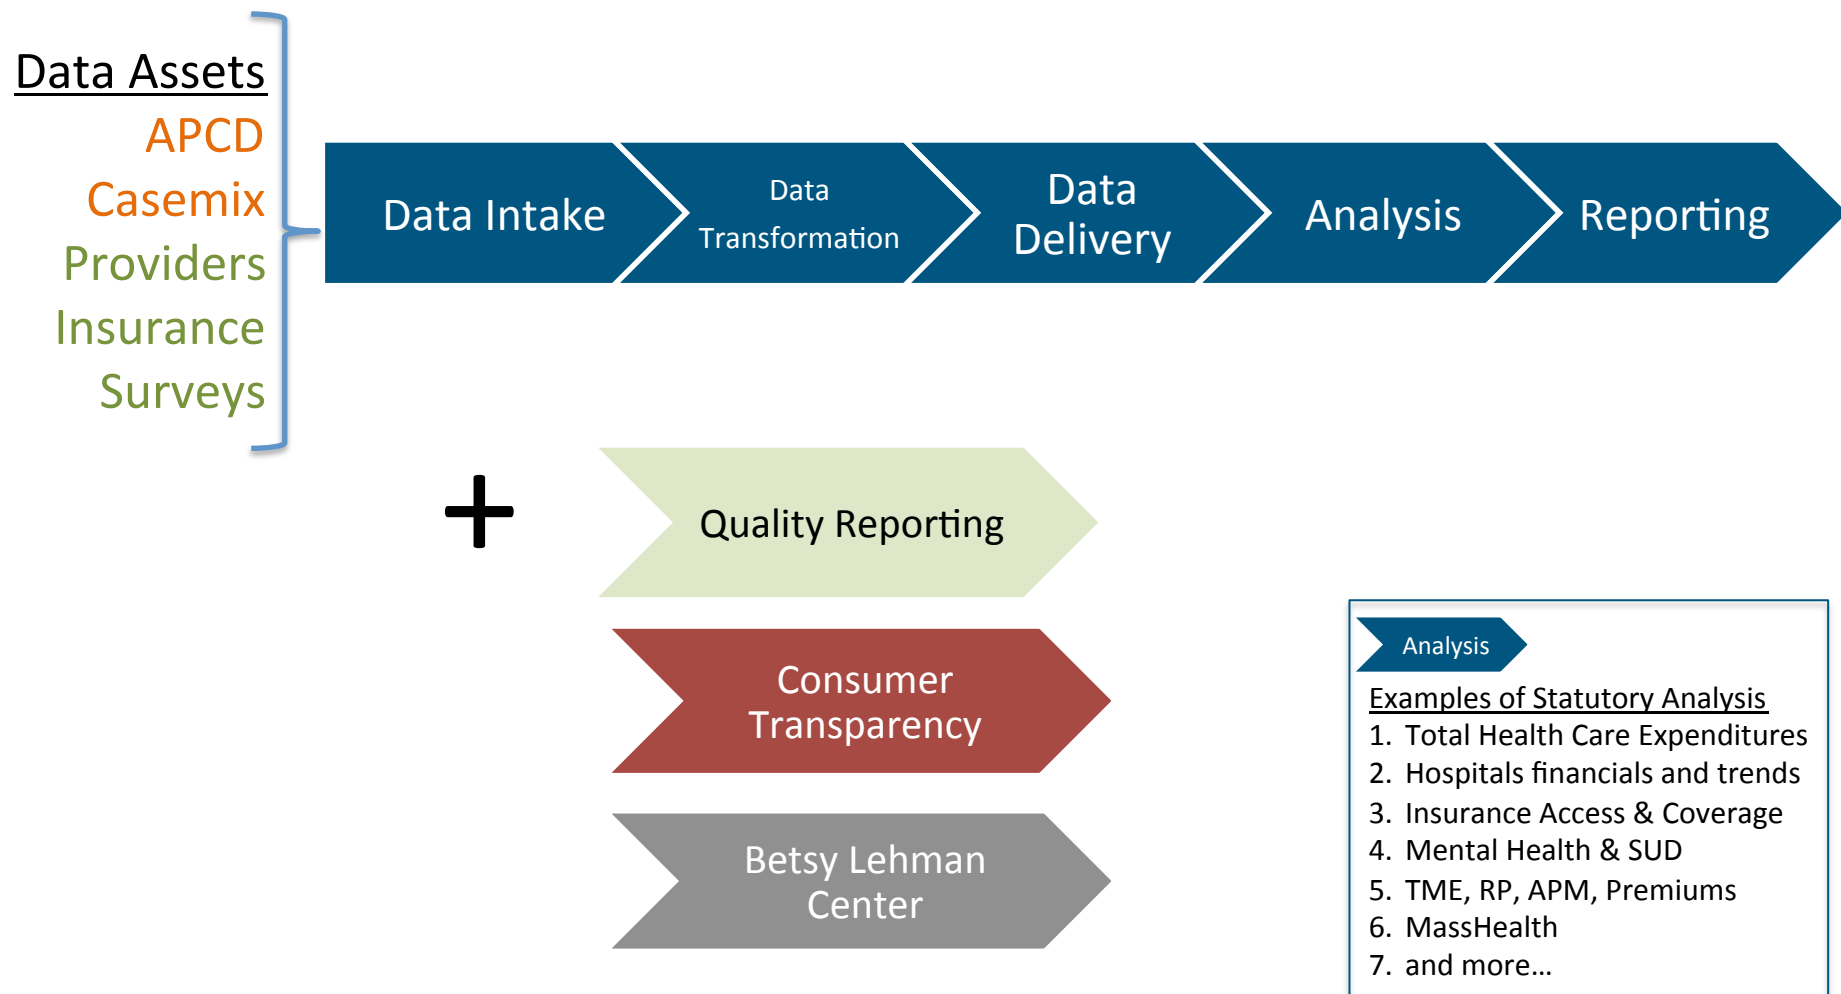 Data Assets
APCD
Casemix
Providers
Insurance
Surveys
Data Intake
Data
Transformation
Data
Delivery
Analysis
Reporting
+
Quality Reporting
Consumer
Transparency
Betsy Lehman
Center
Analysis
Examples of Statutory Analysis
1. Total Health Care Expenditures
2. Hospitals financials and trends
3. Insurance Access & Coverage
4. Mental Health & SUD
5. TME, RP, APM, Premiums
6. MassHealth
7. and more…